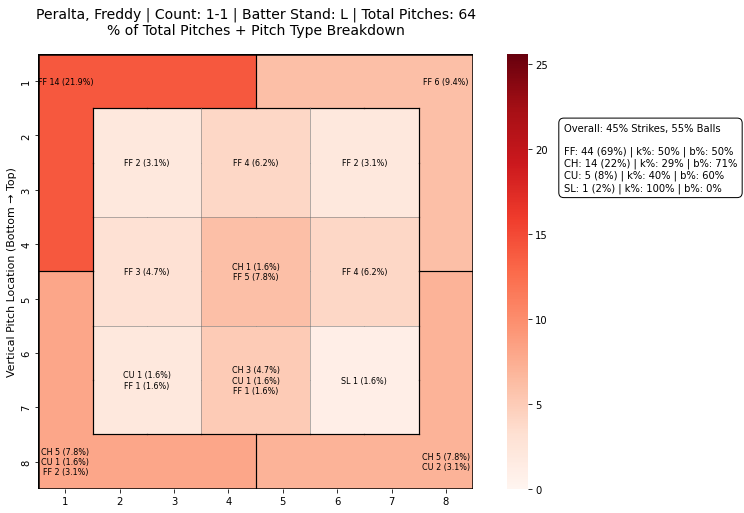 Peralta, Freddy | Count: 1-1 | Batter Stand: L | Total Pitches: 64
% of Total Pitches + Pitch Type Breakdown
FF 14 (21.9%)
FF 6 (9.4%)
FF 2 (3.1%)
FF 4 (6.2%)
FF 2 (3.1%)
FF 3 (4.7%)
CH 1 (1.6%)
FF 5 (7.8%)
FF 4 (6.2%)
CU 1 (1.6%)
FF 1 (1.6%)
CH 3 (4.7%)
CU 1 (1.6%)
FF 1 (1.6%)
SL 1 (1.6%)
CH 5 (7.8%)
CU 1 (1.6%)
FF 2 (3.1%)
CH 5 (7.8%)
CU 2 (3.1%)
Vertical Pitch Location (Bottom → Top)
1
2
3
4
5
6
7
8
1
2
3
4
5
6
7
8
25
20
15
10
5
0
Overall: 45% Strikes, 55% Balls
FF: 44 (69%) | k%: 50% | b%: 50%
CH: 14 (22%) | k%: 29% | b%: 71%
CU: 5 (8%) | k%: 40% | b%: 60%
SL: 1 (2%) | k%: 100% | b%: 0%